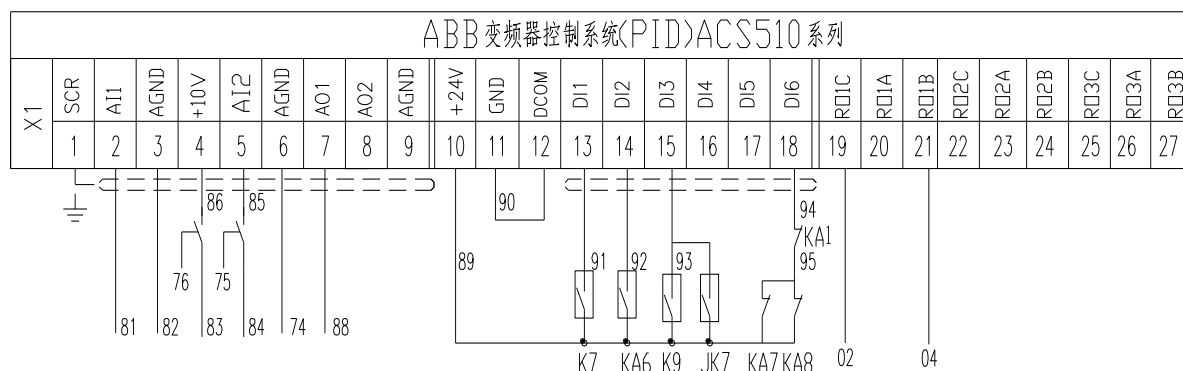 ABB变频器控制系统(PID)ACS510系列
X1 SCR AI1 AGND +10V AI2 AGND AO1 AO2 AGND +24V GND DCOM DI1 DI2 DI3 DI4 DI5 DI6 RO1C RO1A RO1B RO2C RO2A RO2B RO3C RO3A RO3B
1 2 3 4 5 6 7 8 9 10 11 12 13 14 15 16 17 18 19 20 21 22 23 24 25 26 27
86 85 90 94
KA1
89 91 92 93 95
76 75
81 82 83 84 74 88
K7 KA6 K9 JK7 KA7 KA8 02 04